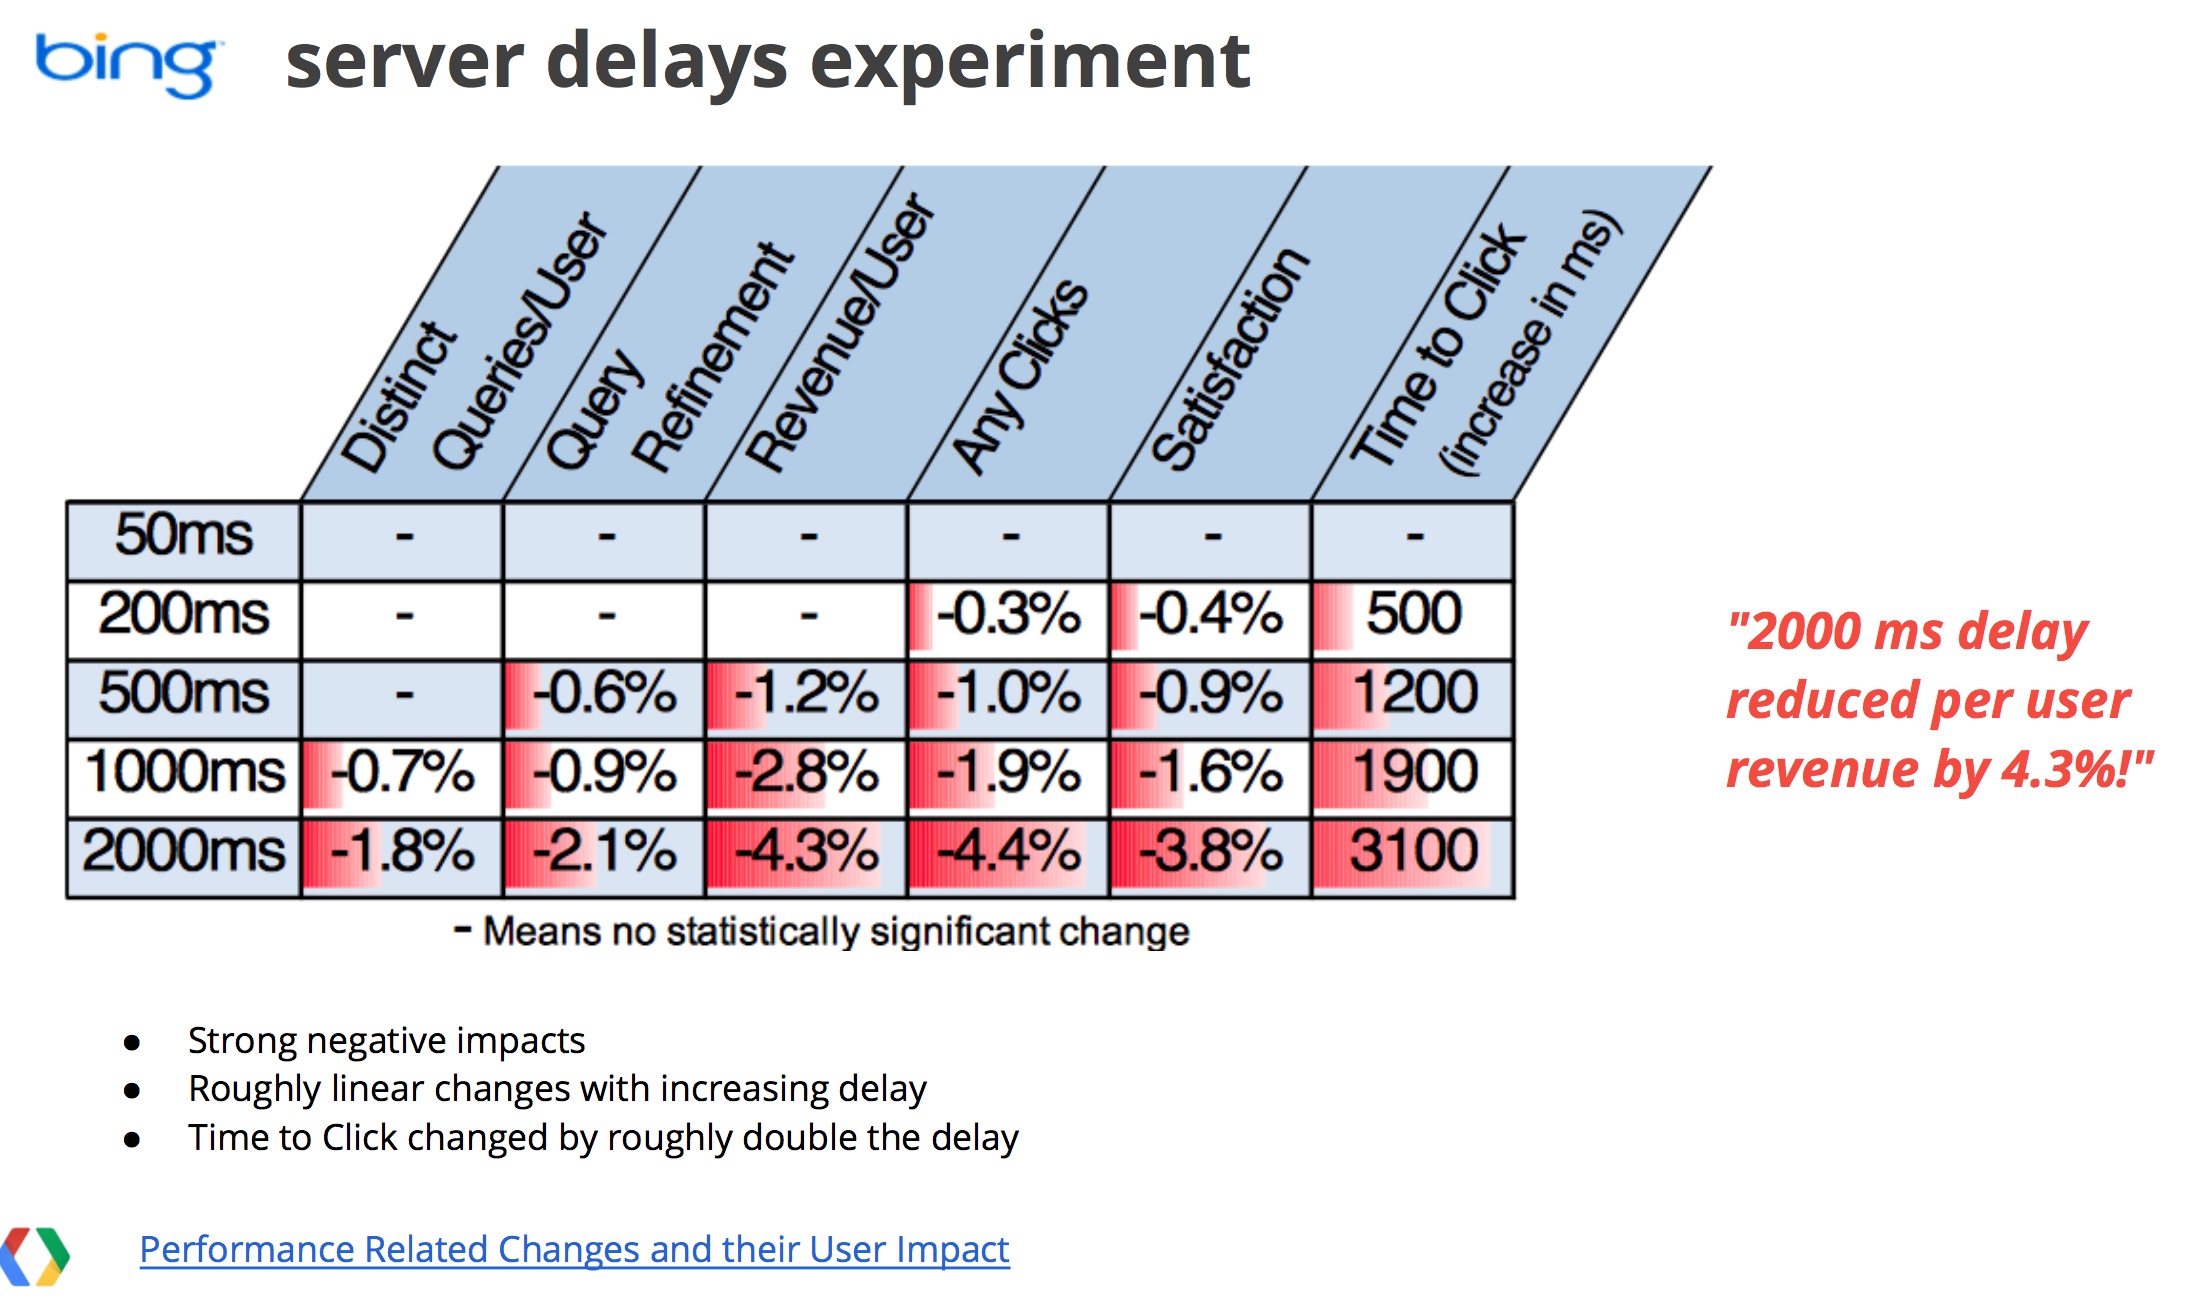 bing server delays experiment
Distinct
Queries/User
Query
Refinement
Revenue/User
Any Clicks
Satisfaction
Time to Click
(increase in ms)
50ms - - - - - -
200ms - - - -0.3% -0.4% 500
500ms - -0.6% -1.2% -1.0% -0.9% 1200
1000ms -0.7% -0.9% -2.8% -1.9% -1.6% 1900
2000ms -1.8% -2.1% -4.3% -4.4% -3.8% 3100
- Means no statistically significant change
"2000 ms delay
reduced per user
revenue by 4.3%!"
● Strong negative impacts
● Roughly linear changes with increasing delay
● Time to Click changed by roughly double the delay
Performance Related Changes and their User Impact